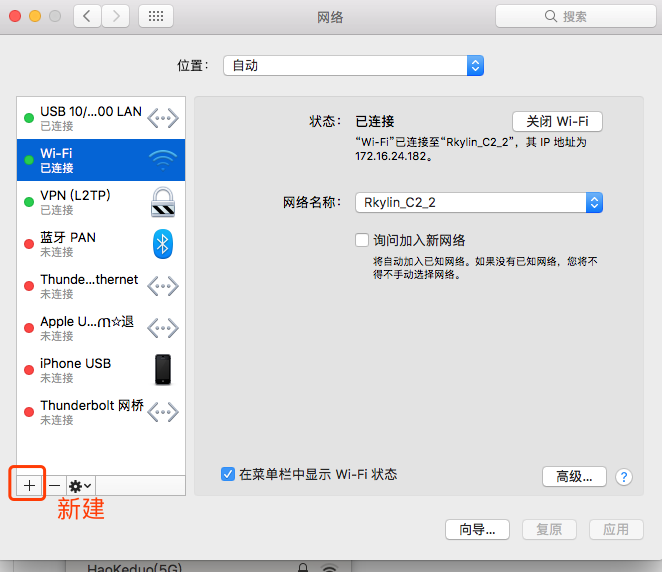 网络
搜索
位置：
自动
USB 10/...00 LAN
已连接
Wi-Fi
已连接
VPN (L2TP)
已连接
蓝牙 PAN
未连接
Thunde...thernet
未连接
Apple U...ო☆退
未连接
iPhone USB
未连接
Thunderbolt 网桥
未连接
新建
状态：
已连接
关闭 Wi-Fi
“Wi-Fi”已连接至“Rkylin_C2_2”，其 IP 地址为
172.16.24.182。
网络名称：
Rkylin_C2_2
询问加入新网络
将自动加入已知网络。如果没有已知网络，您将不
得不手动选择网络。
在菜单栏中显示 Wi-Fi 状态
高级...
?
向导...
复原
应用
HaoKeduo(5G)